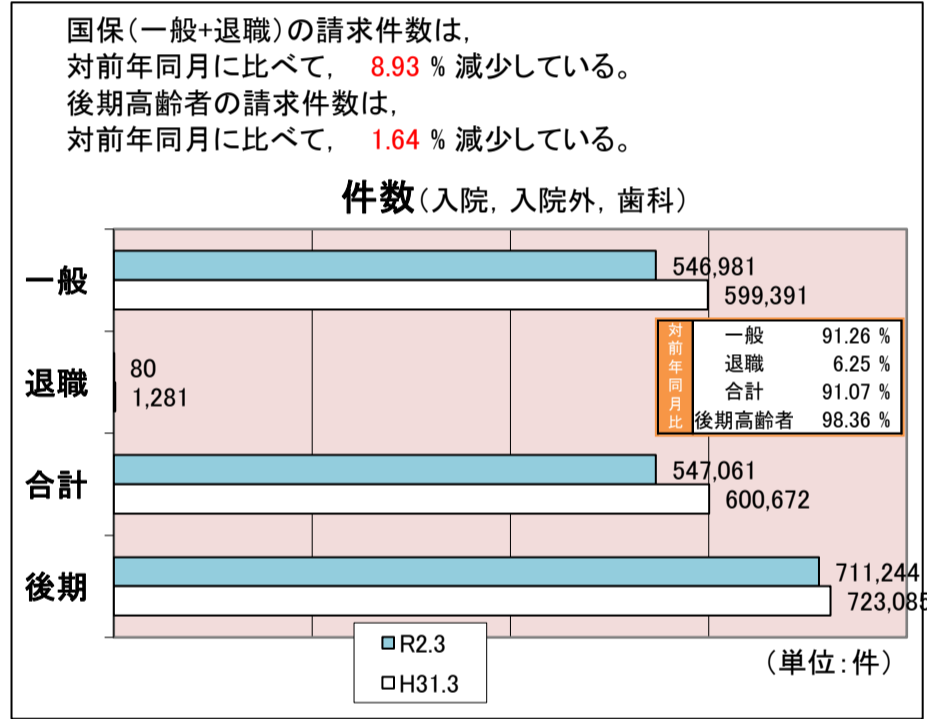 国保(一般+退職)の請求件数は,
対前年同月に比べて, 8.93 % 減少している。
後期高齢者の請求件数は,
対前年同月に比べて, 1.64 % 減少している。
件数(入院, 入院外, 歯科)
一般
546,981
599,391
対前年同月比
一般 91.26 %
退職 6.25 %
合計 91.07 %
後期高齢者 98.36 %
退職
80
1,281
合計
547,061
600,672
後期
711,244
723,085
R2.3
H31.3
(単位:件)